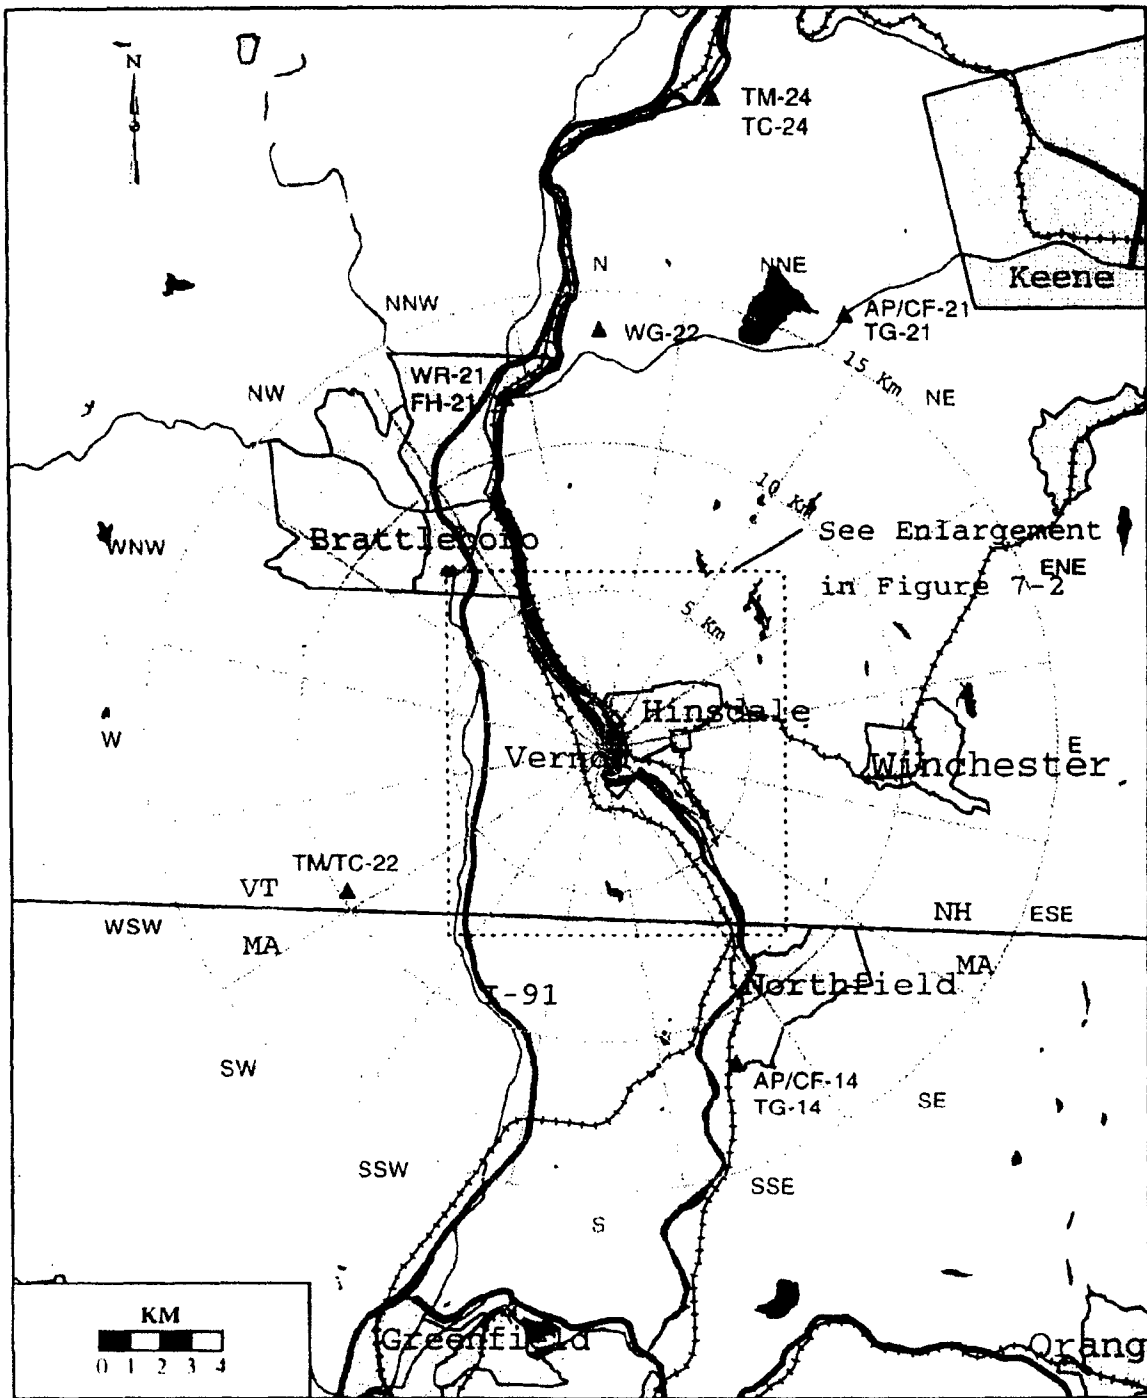 N
TM-24
TC-24
Keene
N
NNE
NNW
AP/CF-21
TG-21
WG-22
15 Km
WR-21
FH-21
NW
NE
10 Km
Brattleboro
See Enlargement
in Figure 7-2
WNW
ENE
5 Km
Hinsdale
W
E
Vernon
Winchester
TM/TC-22
VT
NH
ESE
WSW
MA
MA
Northfield
I-91
SW
AP/CF-14
TG-14
SE
SSW
SSE
S
KM
0 1 2 3 4
Greenfield
Orang